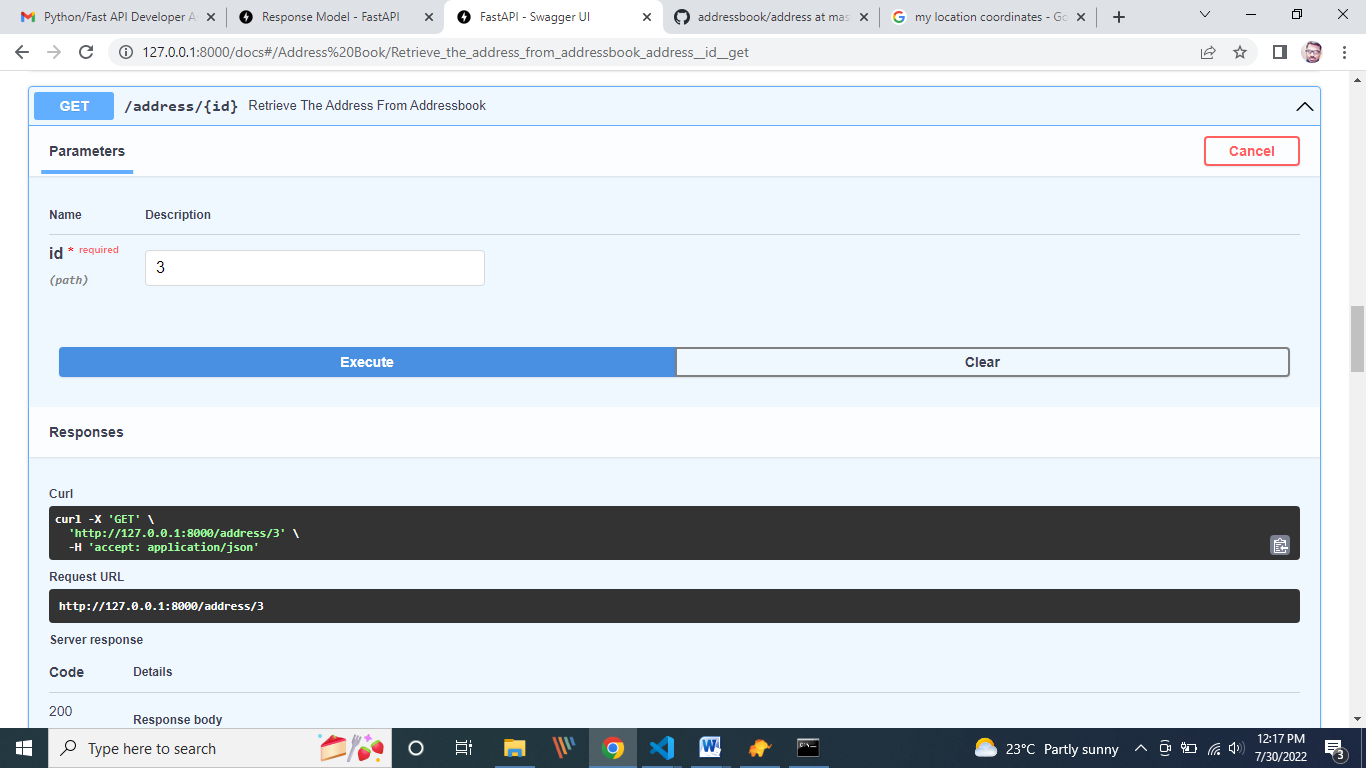 Python/Fast API Developer A
Response Model - FastAPI
FastAPI - Swagger UI
addressbook/address at mas
my location coordinates - Go
127.0.0.1:8000/docs#/Address%20Book/Retrieve_the_address_from_addressbook_address__id__get
GET /address/{id} Retrieve The Address From Addressbook
Parameters
Cancel
Name Description
id * required
3
(path)
Execute
Clear
Responses
Curl
curl -X 'GET' \
'http://127.0.0.1:8000/address/3' \
-H 'accept: application/json'
Request URL
http://127.0.0.1:8000/address/3
Server response
Code Details
200
Response body
Type here to search
23°C Partly sunny
12:17 PM
7/30/2022
3